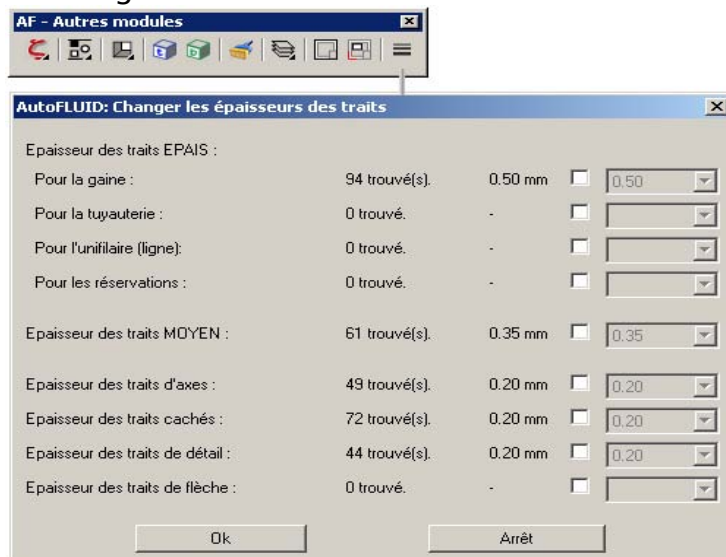 AF - Autres modules
AutoFLUID: Changer les épaisseurs des traits
Epaisseur des traits EPAIS :
Pour la gaine : 94 trouvé(s). 0.50 mm 0.50
Pour la tuyauterie : 0 trouvé. -
Pour l'unifilaire (ligne): 0 trouvé. -
Pour les réservations : 0 trouvé. -
Epaisseur des traits MOYEN : 61 trouvé(s). 0.35 mm 0.35
Epaisseur des traits d'axes : 49 trouvé(s). 0.20 mm 0.20
Epaisseur des traits cachés : 72 trouvé(s). 0.20 mm 0.20
Epaisseur des traits de détail : 44 trouvé(s). 0.20 mm 0.20
Epaisseur des traits de flèche : 0 trouvé. -
Ok Arrêt